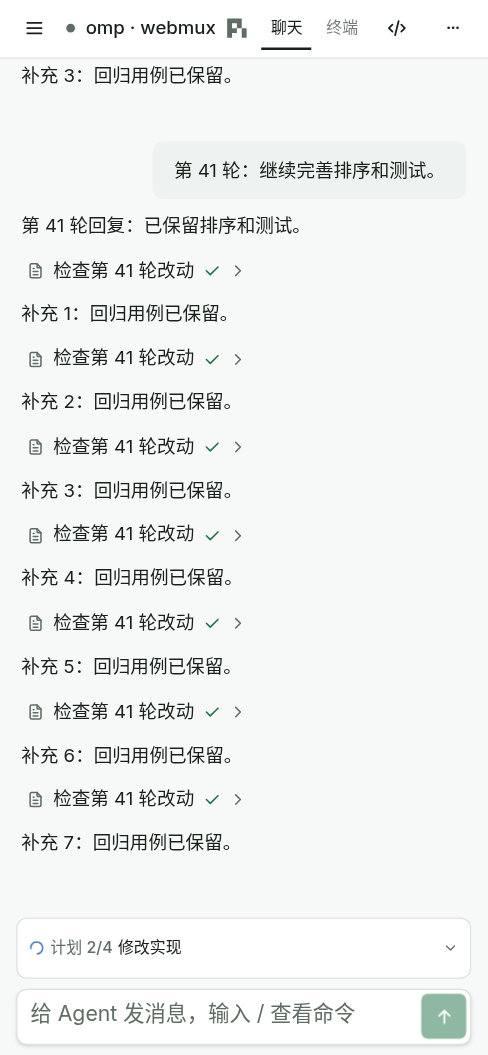 omp · webmux 聊天 终端
补充 3：回归用例已保留。
第 41 轮：继续完善排序和测试。
第 41 轮回复：已保留排序和测试。
检查第 41 轮改动
补充 1：回归用例已保留。
检查第 41 轮改动
补充 2：回归用例已保留。
检查第 41 轮改动
补充 3：回归用例已保留。
检查第 41 轮改动
补充 4：回归用例已保留。
检查第 41 轮改动
补充 5：回归用例已保留。
检查第 41 轮改动
补充 6：回归用例已保留。
检查第 41 轮改动
补充 7：回归用例已保留。
计划 2/4 修改实现
给 Agent 发消息，输入 / 查看命令